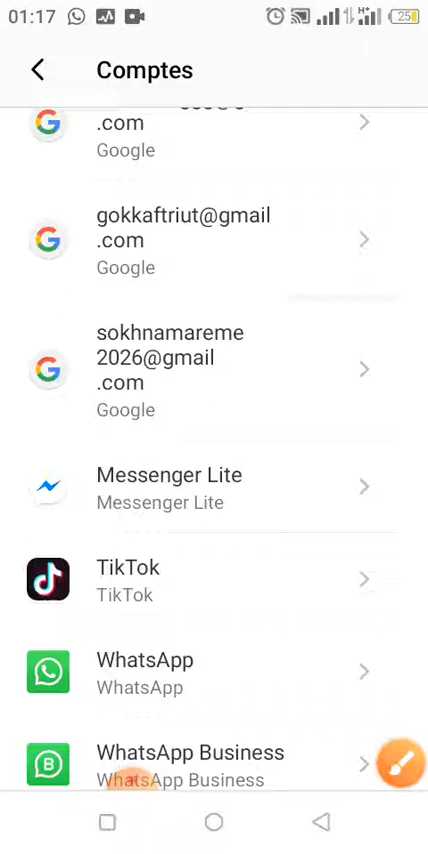 01:17
25
Comptes
.com
Google
gokkaftriut@gmail
.com
Google
sokhnamareme
2026@gmail
.com
Google
Messenger Lite
Messenger Lite
TikTok
TikTok
WhatsApp
WhatsApp
WhatsApp Business
WhatsApp Business